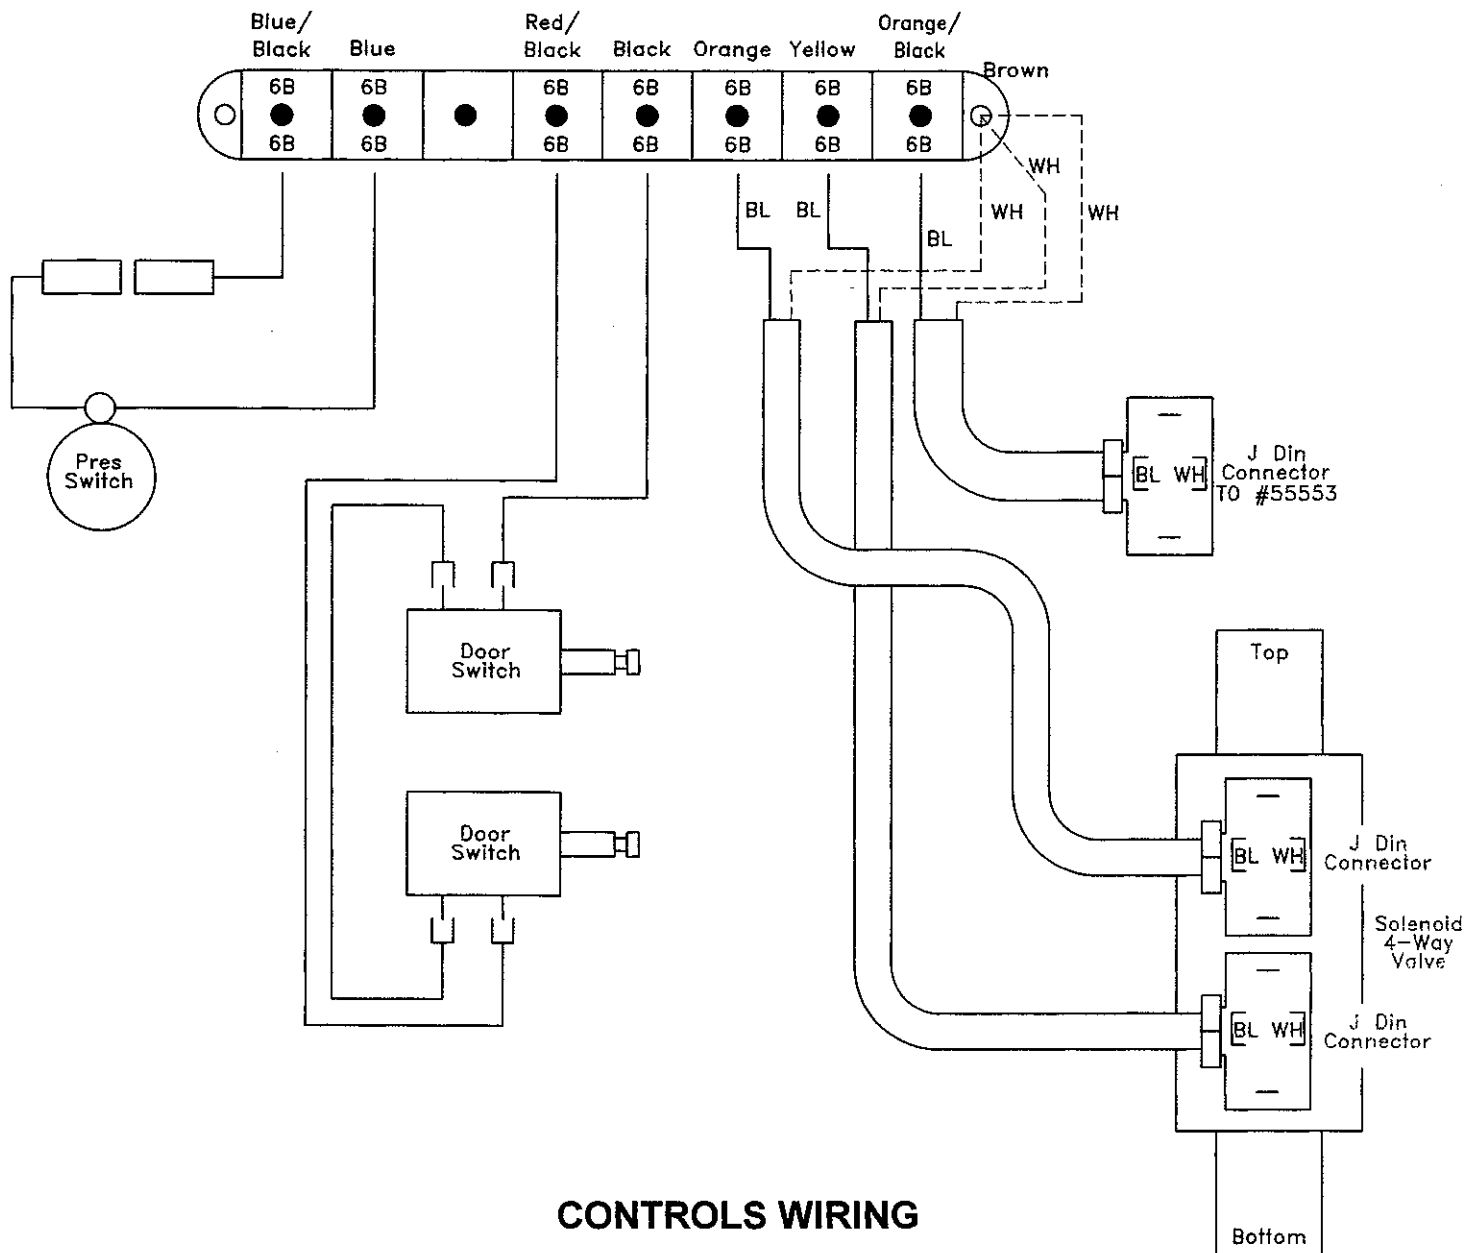 Blue/
Black
Blue
Red/
Black
Black
Orange
Yellow
Orange/
Black
Brown
6B
6B
6B
6B
6B
6B
6B
6B
6B
6B
6B
6B
6B
6B
WH
BL
BL
WH
WH
BL
Pres
Switch
J Din
Connector
TO #55553
BL WH
Door
Switch
Top
Door
Switch
BL WH
J Din
Connector
Solenoid
4-Way
Valve
BL WH
J Din
Connector
CONTROLS WIRING
Bottom